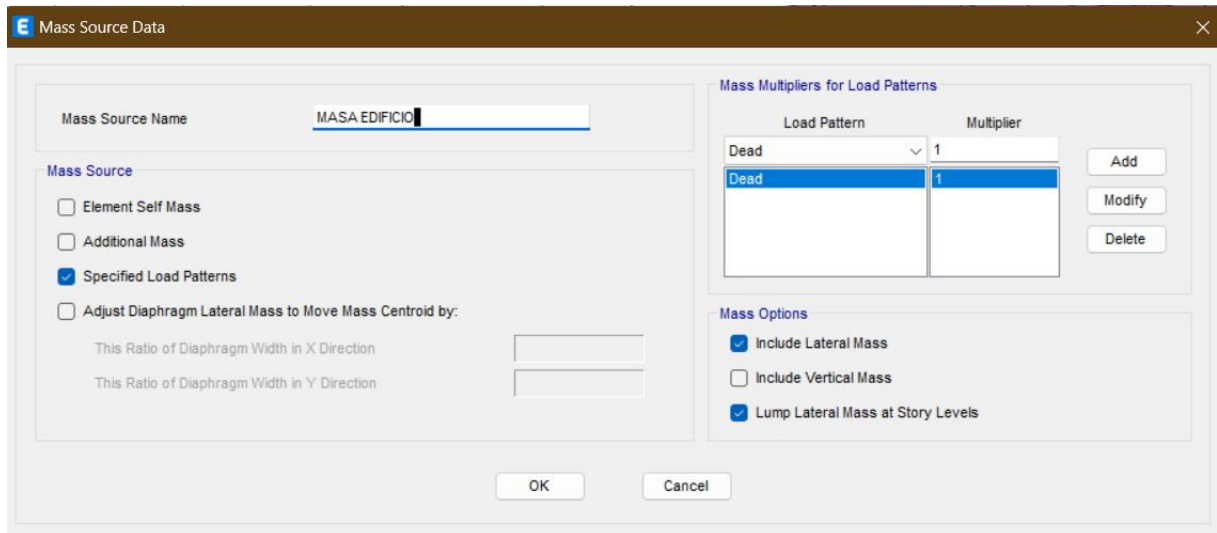 E Mass Source Data
Mass Source Name MASA EDIFICIO
Mass Source
Element Self Mass
Additional Mass
Specified Load Patterns
Adjust Diaphragm Lateral Mass to Move Mass Centroid by:
This Ratio of Diaphragm Width in X Direction
This Ratio of Diaphragm Width in Y Direction
Mass Multipliers for Load Patterns
Load Pattern Multiplier
Dead 1
Dead 1
Add
Modify
Delete
Mass Options
Include Lateral Mass
Include Vertical Mass
Lump Lateral Mass at Story Levels
OK Cancel